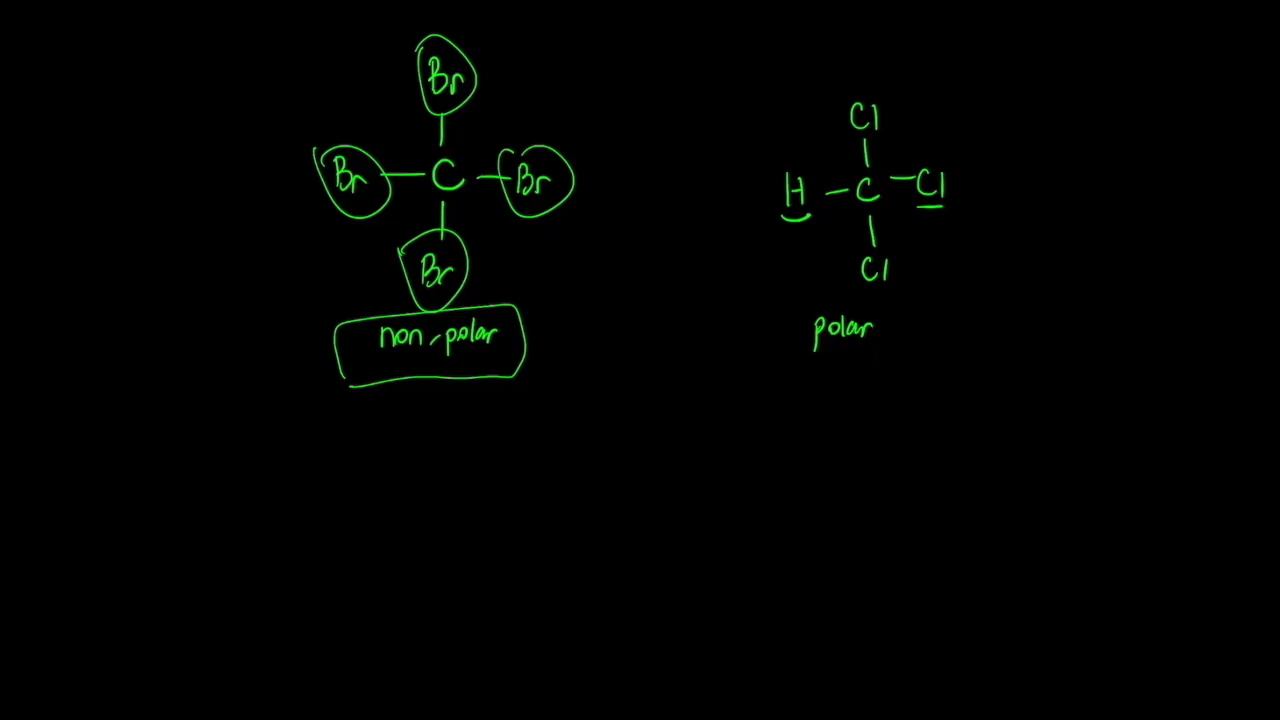 Br
Br - C - Br
Br
non-polar
Cl
H - C - Cl
Cl
polar